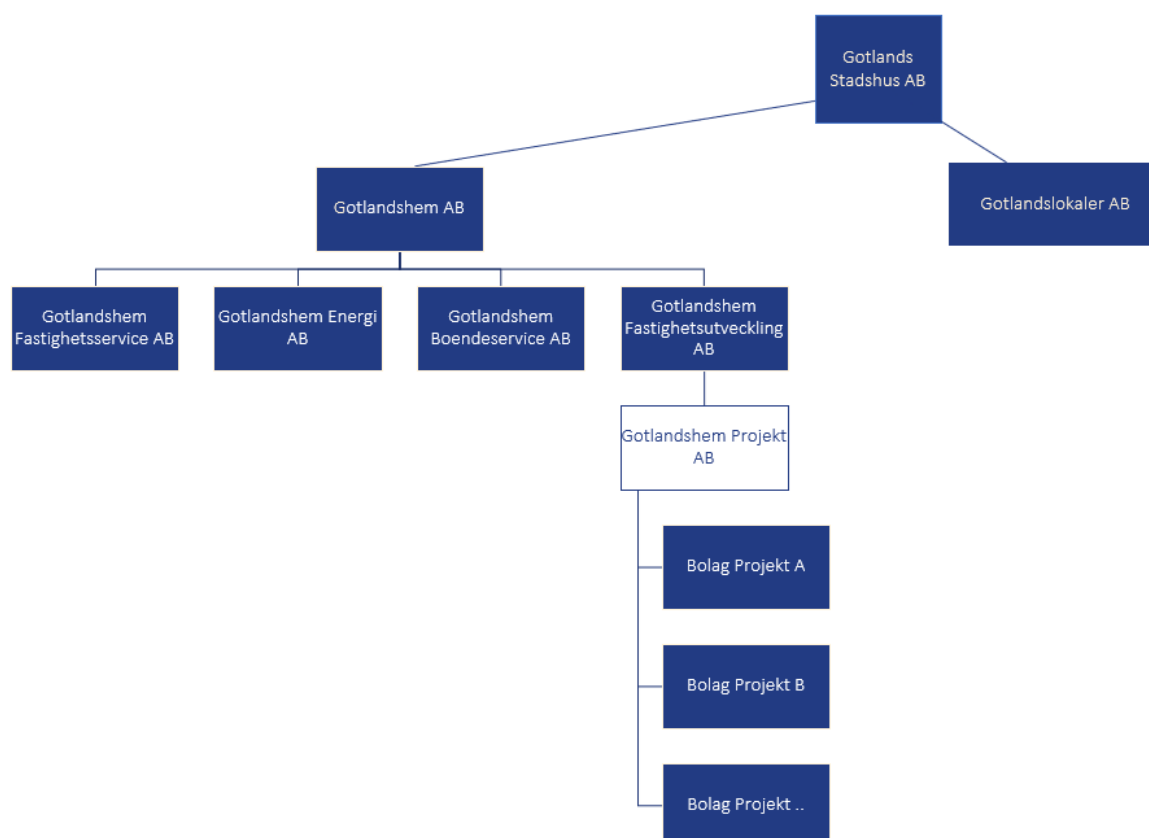 Gotlands
Stadshus AB
Gotlandshem AB
Gotlandslokaler AB
Gotlandshem
Fastighetsservice AB
Gotlandshem Energi
AB
Gotlandshem
Boendeservice AB
Gotlandshem
Fastighetsutveckling
AB
Gotlandshem Projekt
AB
Bolag Projekt A
Bolag Projekt B
Bolag Projekt ..